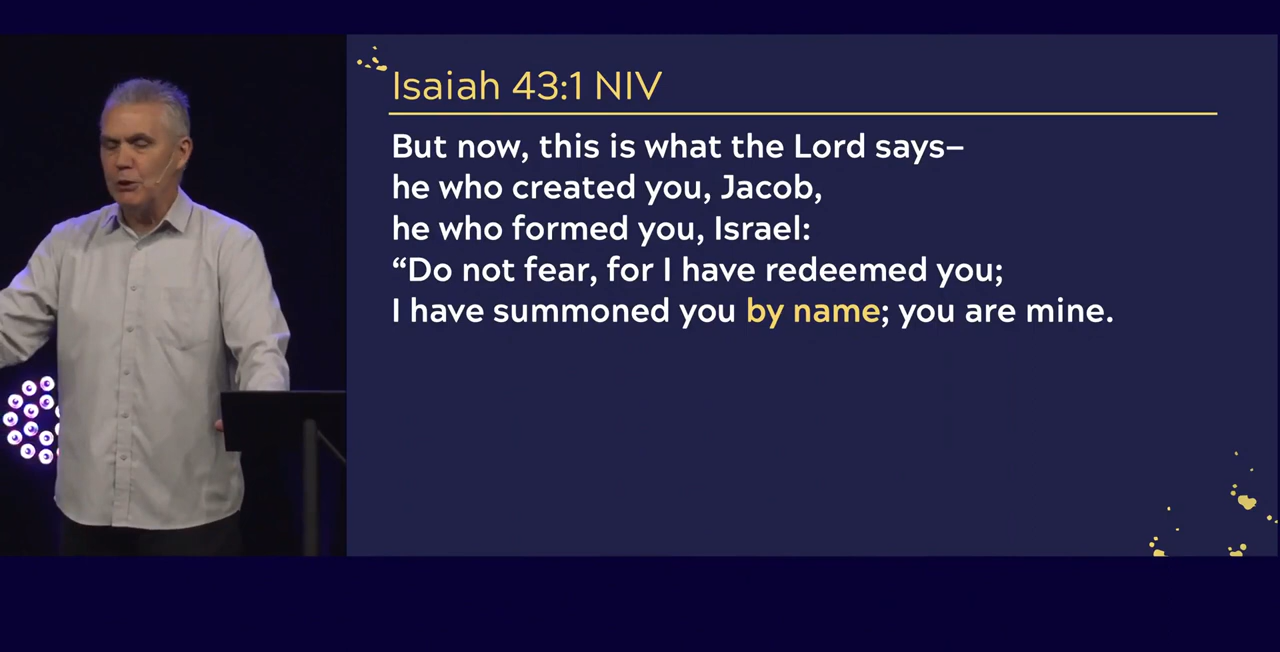 Isaiah 43:1 NIV
But now, this is what the Lord says–
he who created you, Jacob,
he who formed you, Israel:
“Do not fear, for I have redeemed you;
I have summoned you by name; you are mine.